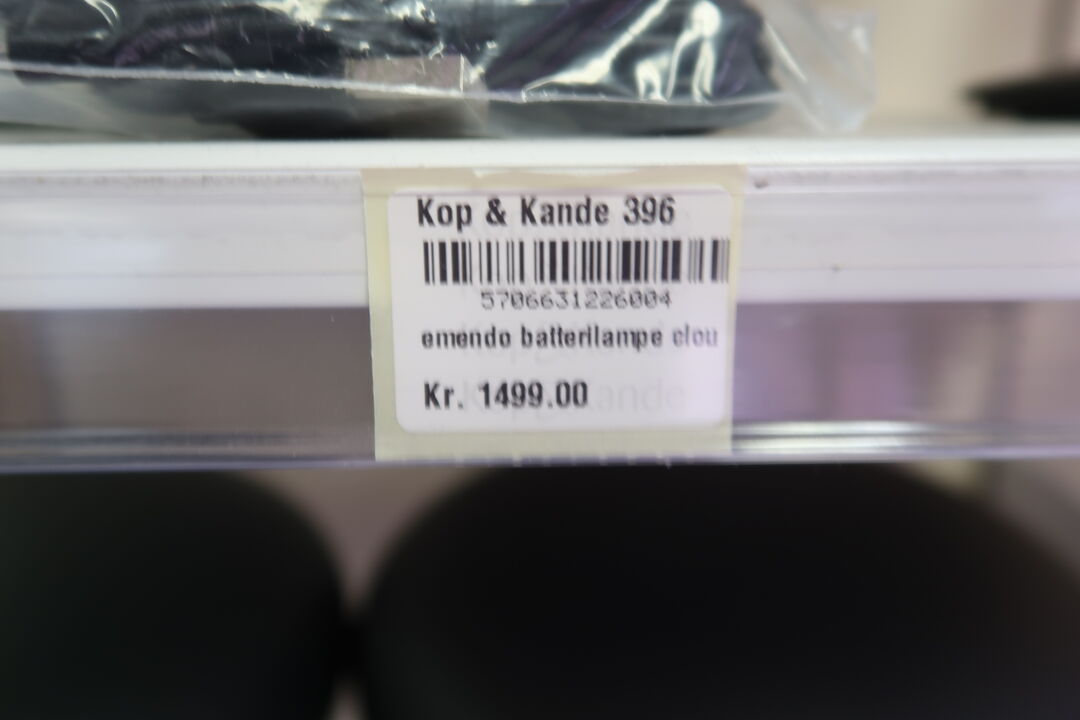 Kop & Kande 396
5706631226004
emendo batterilampe clou
Kr. 1499.00